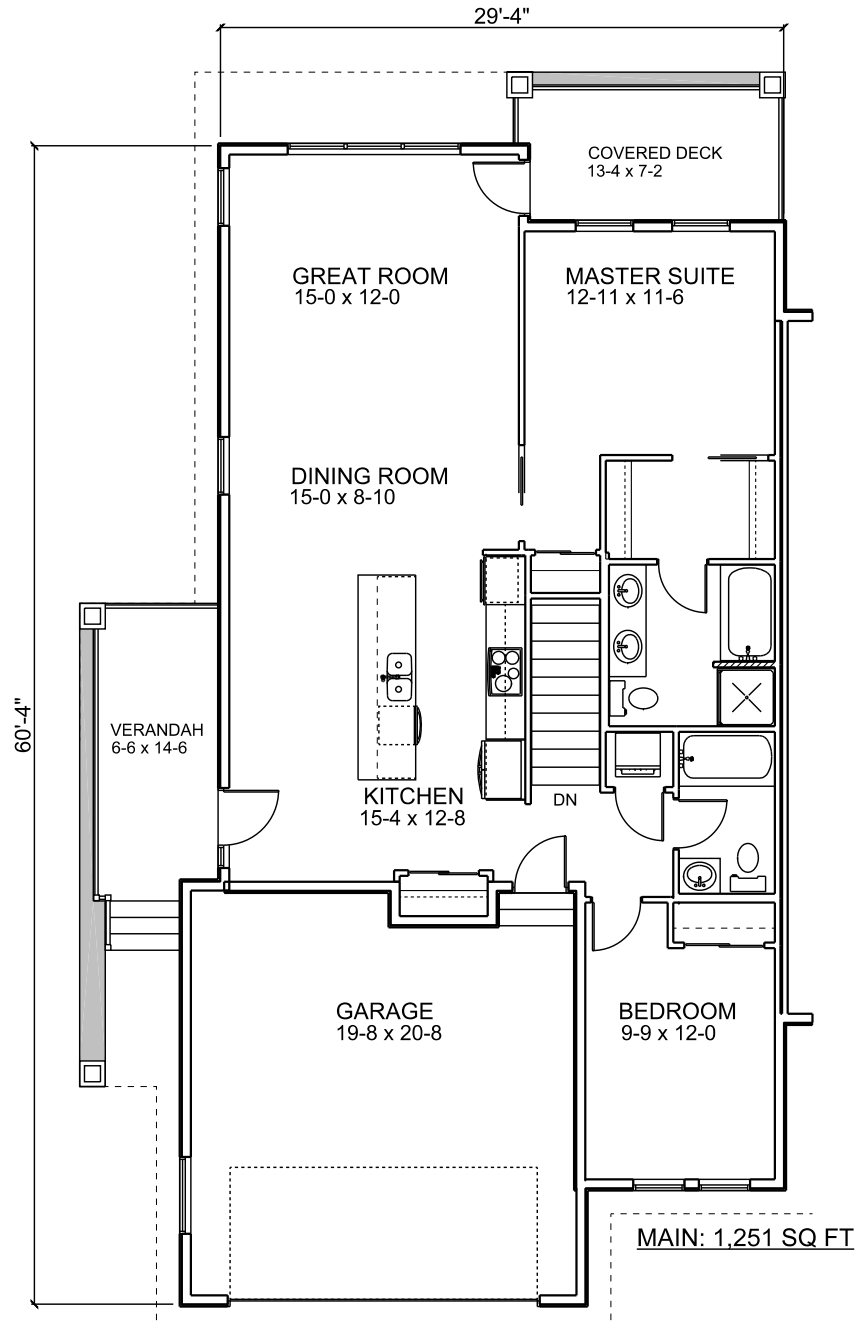 29'-4"
COVERED DECK
13-4 x 7-2
GREAT ROOM
15-0 x 12-0
MASTER SUITE
12-11 x 11-6
DINING ROOM
15-0 x 8-10
60'-4"
VERANDAH
6-6 x 14-6
KITCHEN
15-4 x 12-8
DN
GARAGE
19-8 x 20-8
BEDROOM
9-9 x 12-0
MAIN: 1,251 SQ FT